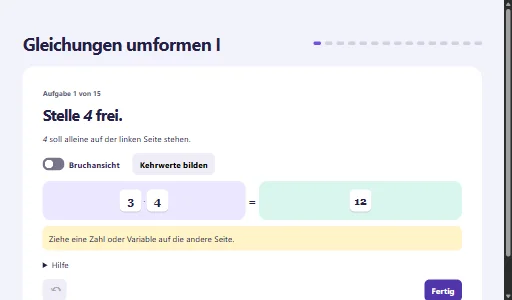 Gleichungen umformen I
Aufgabe 1 von 15
Stelle 4 frei.
4 soll alleine auf der linken Seite stehen.
Bruchansicht Kehrwerte bilden
3 · 4 = 12
Ziehe eine Zahl oder Variable auf die andere Seite.
Hilfe
Fertig